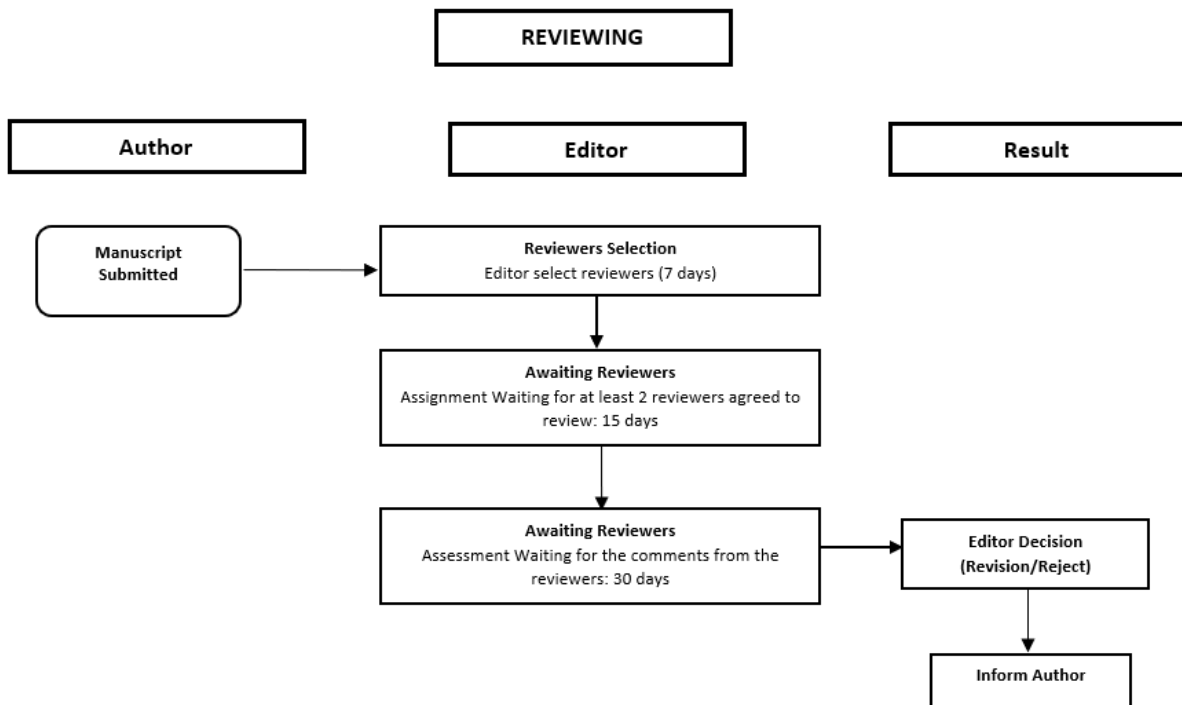 REVIEWING
Author
Editor
Result
Manuscript
Submitted
Reviewers Selection
Editor select reviewers (7 days)
Awaiting Reviewers
Assignment Waiting for at least 2 reviewers agreed to
review: 15 days
Awaiting Reviewers
Assessment Waiting for the comments from the
reviewers: 30 days
Editor Decision
(Revision/Reject)
Inform Author